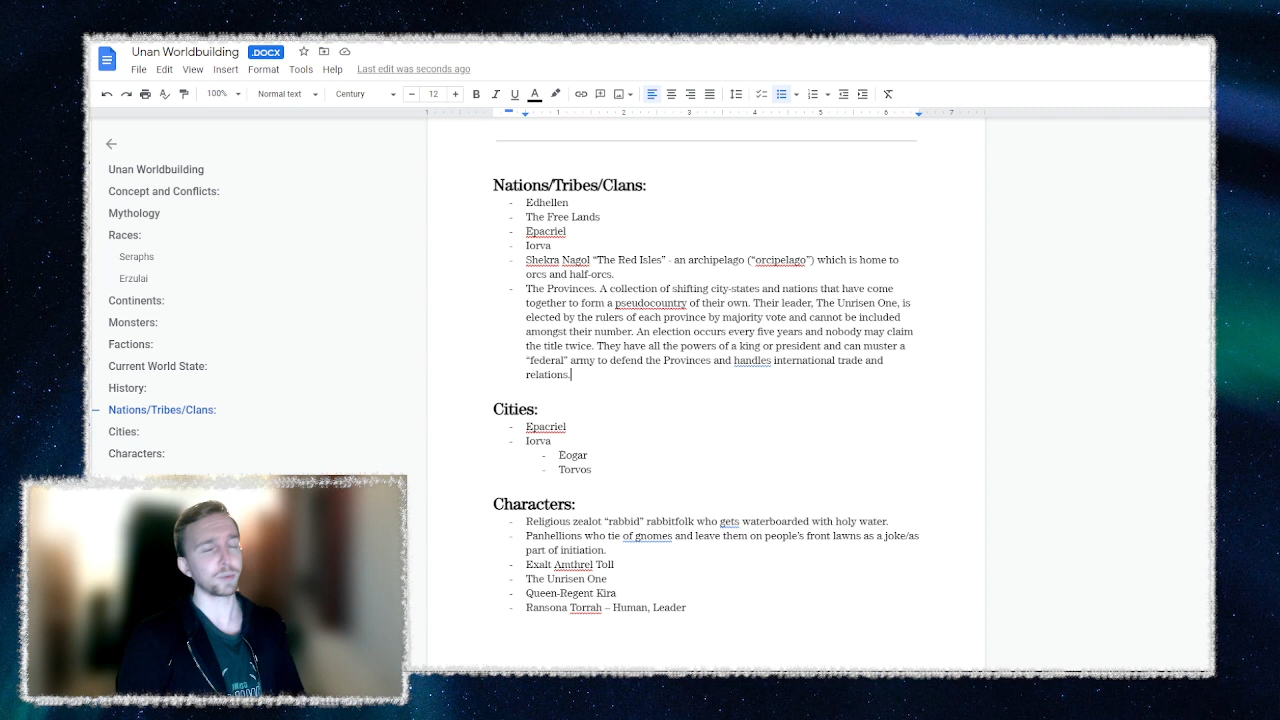 Unan Worldbuilding .DOCX
File Edit View Insert Format Tools Help Last edit was seconds ago
100% Normal text Century 12 B I U A
1 1 2 3 4 5 6 7
Unan Worldbuilding
Concept and Conflicts:
Mythology
Races:
Seraphs
Erzulai
Continents:
Monsters:
Factions:
Current World State:
History:
Nations/Tribes/Clans:
Cities:
Characters:
Nations/Tribes/Clans:
- Edhellen
- The Free Lands
- Epacriel
- Iorva
- Shekra Nagol “The Red Isles” - an archipelago (“orcipelago”) which is home to
orcs and half-orcs.
- The Provinces. A collection of shifting city-states and nations that have come
together to form a pseudocountry of their own. Their leader, The Unrisen One, is
elected by the rulers of each province by majority vote and cannot be included
amongst their number. An election occurs every five years and nobody may claim
the title twice. They have all the powers of a king or president and can muster a
“federal” army to defend the Provinces and handles international trade and
relations.
Cities:
- Epacriel
- Iorva
- Eogar
- Torvos
Characters:
- Religious zealot “rabbid” rabbitfolk who gets waterboarded with holy water.
- Panhellions who tie of gnomes and leave them on people’s front lawns as a joke/as
part of initiation.
- Exalt Amthrel Toll
- The Unrisen One
- Queen-Regent Kira
- Ransona Torrah – Human, Leader